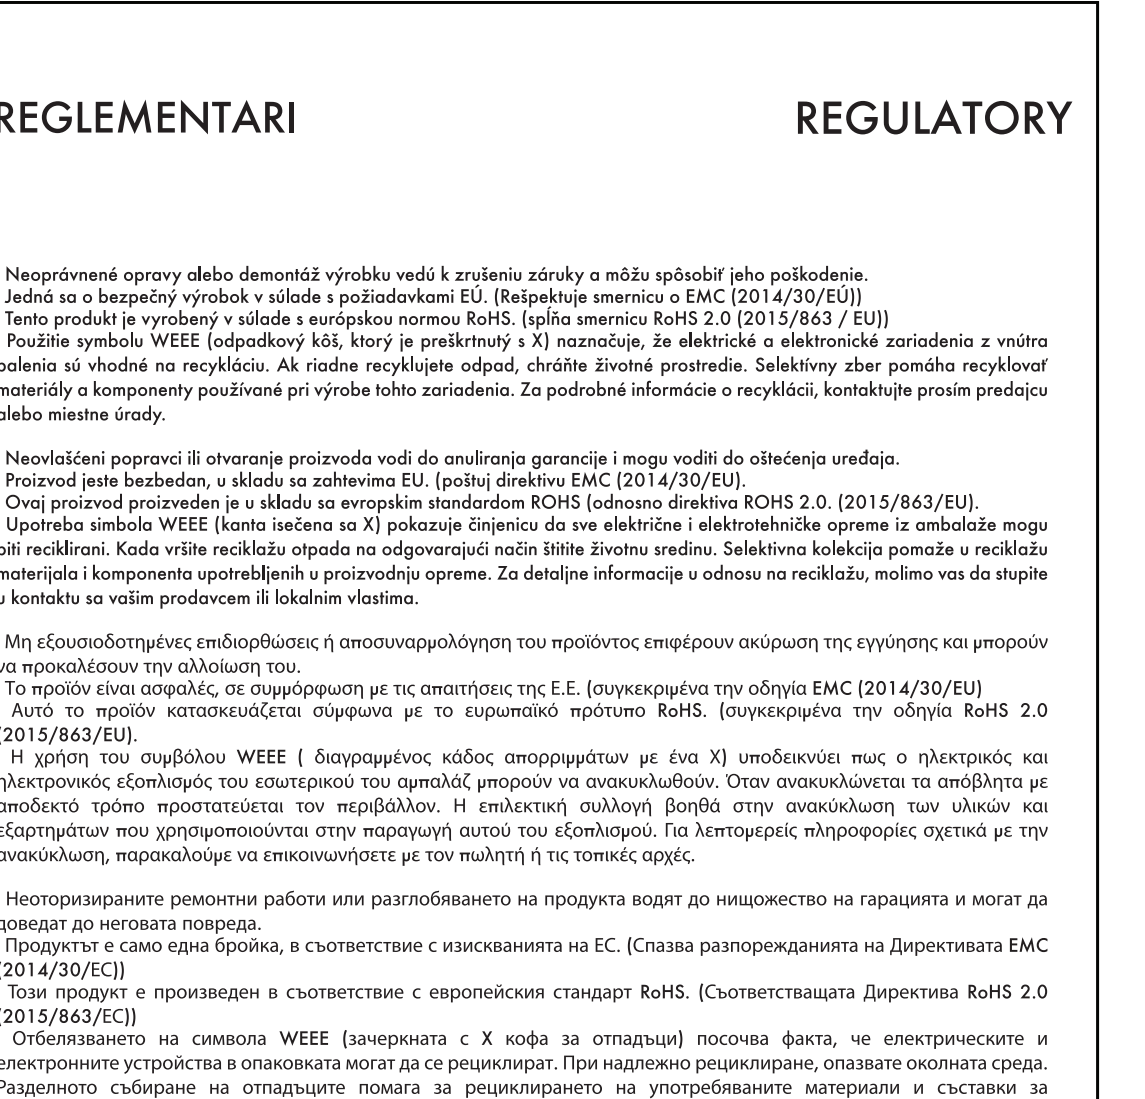 REGLEMENTARI REGULATORY
Neoprávnené opravy alebo demontáž výrobku vedú k zrušeniu záruky a môžu spôsobiť jeho poškodenie.
Jedná sa o bezpečný výrobok v súlade s požiadavkami EÚ. (Rešpektuje smernicu o EMC (2014/30/EÚ))
Tento produkt je vyrobený v súlade s európskou normou RoHS. (spĺňa smernicu RoHS 2.0 (2015/863 / EU))
Použitie symbolu WEEE (odpadkový kôš, ktorý je preškrtnutý s X) naznačuje, že elektrické a elektronické zariadenia z vnútra
balenia sú vhodné na recykláciu. Ak riadne recyklujete odpad, chráňte životné prostredie. Selektívny zber pomáha recyklovať
materiály a komponenty používané pri výrobe tohto zariadenia. Za podrobné informácie o recyklácii, kontaktujte prosím predajcu
alebo miestne úrady.
Neovlašćeni popravci ili otvaranje proizvoda vodi do anuliranja garancije i mogu voditi do oštećenja uređaja.
Proizvod jeste bezbedan, u skladu sa zahtevima EU. (poštuj direktivu EMC (2014/30/EU).
Ovaj proizvod proizveden je u skladu sa evropskim standardom ROHS (odnosno direktiva ROHS 2.0. (2015/863/EU).
Upotreba simbola WEEE (kanta isečena sa X) pokazuje činjenicu da sve električne i elektrotehničke opreme iz ambalaže mogu
biti reciklirani. Kada vršite reciklažu otpada na odgovarajući način štitite životnu sredinu. Selektivna kolekcija pomaže u reciklažu
materijala i komponenta upotrebljenih u proizvodnju opreme. Za detaljne informacije u odnosu na reciklažu, molimo vas da stupite
u kontaktu sa vašim prodavcem ili lokalnim vlastima.
Μη εξουσιοδοτημένες επιδιορθώσεις ή αποσυναρμολόγηση του προϊόντος επιφέρουν ακύρωση της εγγύησης και μπορούν
να προκαλέσουν την αλλοίωση του.
Το προϊόν είναι ασφαλές, σε συμμόρφωση με τις απαιτήσεις της Ε.Ε. (συγκεκριμένα την οδηγία EMC (2014/30/EU)
Αυτό το προϊόν κατασκευάζεται σύμφωνα με το ευρωπαϊκό πρότυπο RoHS. (συγκεκριμένα την οδηγία RoHS 2.0
(2015/863/EU).
Η χρήση του συμβόλου WEEE ( διαγραμμένος κάδος απορριμμάτων με ένα Χ) υποδεικνύει πως ο ηλεκτρικός και
ηλεκτρονικός εξοπλισμός του εσωτερικού του αμπαλάζ μπορούν να ανακυκλωθούν. Όταν ανακυκλώνεται τα απόβλητα με
αποδεκτό τρόπο προστατεύεται τον περιβάλλον. Η επιλεκτική συλλογή βοηθά στην ανακύκλωση των υλικών και
εξαρτημάτων που χρησιμοποιούνται στην παραγωγή αυτού του εξοπλισμού. Για λεπτομερείς πληροφορίες σχετικά με την
ανακύκλωση, παρακαλούμε να επικοινωνήσετε με τον πωλητή ή τις τοπικές αρχές.
Неоторизираните ремонтни работи или разглобяването на продукта водят до нищожество на гарацията и могат да
доведат до неговата повреда.
Продуктът е само една бройка, в съответствие с изискванията на ЕС. (Спазва разпорежданията на Директивата EMC
(2014/30/ЕС))
Този продукт е произведен в съответствие с европейския стандарт RoHS. (Съответстващата Директива RoHS 2.0
(2015/863/ЕС))
Отбелязването на символа WEEE (зачеркната с Х кофа за отпадъци) посочва факта, че електрическите и
електронните устройства в опаковката могат да се рециклират. При надлежно рециклиране, опазвате околната среда.
Разделното събиране на отпадъците помага за рециклирането на употребяваните материали и съставки за